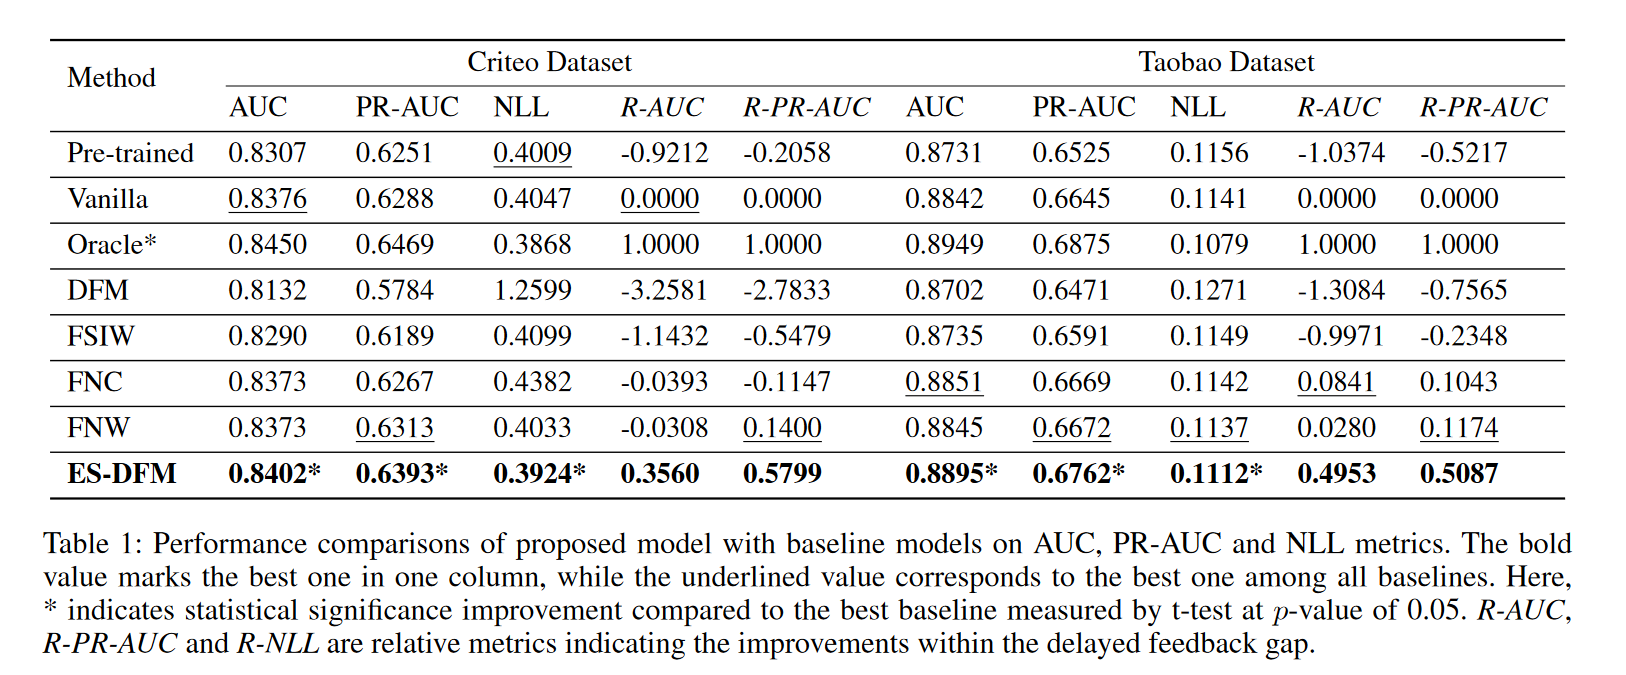 Method Criteo Dataset Taobao Dataset
AUC PR-AUC NLL R-AUC R-PR-AUC AUC PR-AUC NLL R-AUC R-PR-AUC
Pre-trained 0.8307 0.6251 0.4009 -0.9212 -0.2058 0.8731 0.6525 0.1156 -1.0374 -0.5217
Vanilla 0.8376 0.6288 0.4047 0.0000 0.0000 0.8842 0.6645 0.1141 0.0000 0.0000
Oracle* 0.8450 0.6469 0.3868 1.0000 1.0000 0.8949 0.6875 0.1079 1.0000 1.0000
DFM 0.8132 0.5784 1.2599 -3.2581 -2.7833 0.8702 0.6471 0.1271 -1.3084 -0.7565
FSIW 0.8290 0.6189 0.4099 -1.1432 -0.5479 0.8735 0.6591 0.1149 -0.9971 -0.2348
FNC 0.8373 0.6267 0.4382 -0.0393 -0.1147 0.8851 0.6669 0.1142 0.0841 0.1043
FNW 0.8373 0.6313 0.4033 -0.0308 0.1400 0.8845 0.6672 0.1137 0.0280 0.1174
ES-DFM 0.8402* 0.6393* 0.3924* 0.3560 0.5799 0.8895* 0.6762* 0.1112* 0.4953 0.5087
Table 1: Performance comparisons of proposed model with baseline models on AUC, PR-AUC and NLL metrics. The bold
value marks the best one in one column, while the underlined value corresponds to the best one among all baselines. Here,
* indicates statistical significance improvement compared to the best baseline measured by t-test at p-value of 0.05. R-AUC,
R-PR-AUC and R-NLL are relative metrics indicating the improvements within the delayed feedback gap.